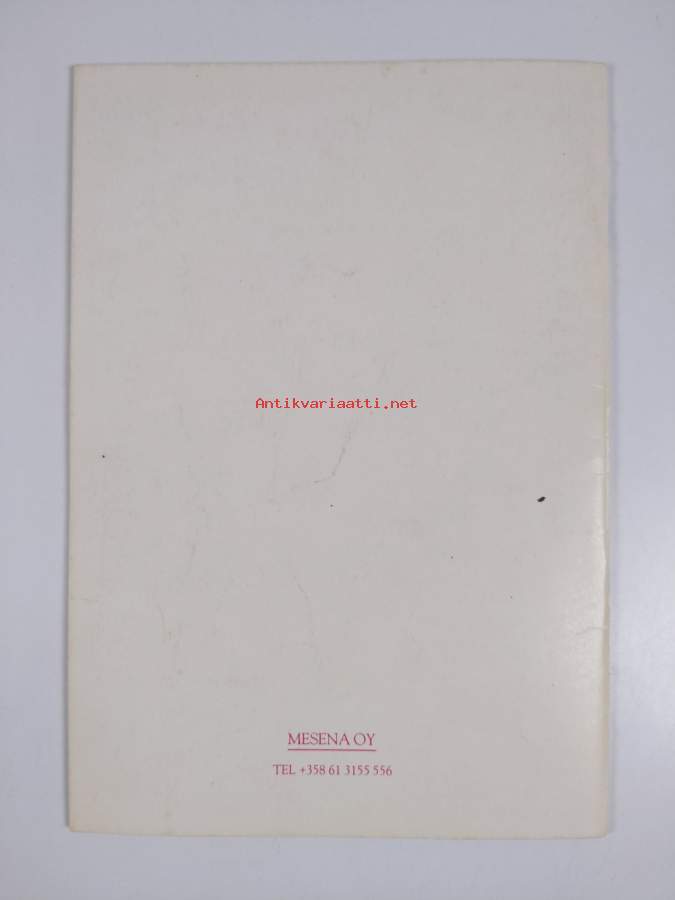 Antikvariaatti.net
MESENA OY
TEL +358 61 3155 556